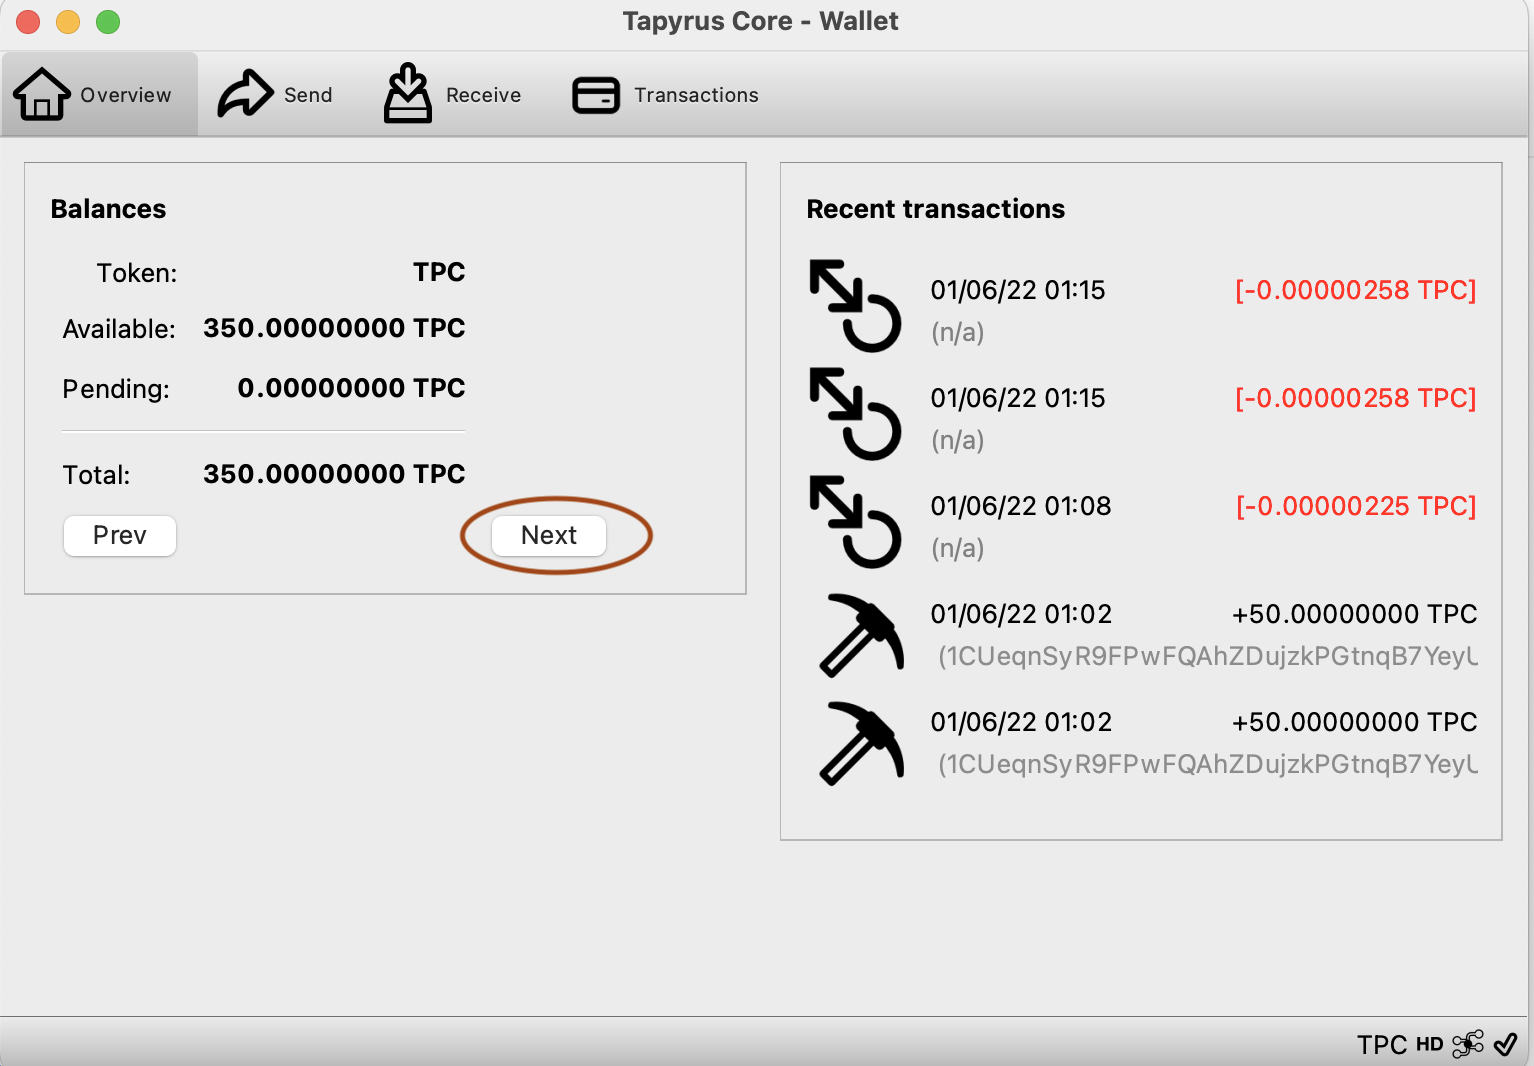 Tapyrus Core - Wallet
Overview Send Receive Transactions
Balances
Token: TPC
Available: 350.00000000 TPC
Pending: 0.00000000 TPC
Total: 350.00000000 TPC
Prev Next
Recent transactions
01/06/22 01:15 [-0.00000258 TPC]
(n/a)
01/06/22 01:15 [-0.00000258 TPC]
(n/a)
01/06/22 01:08 [-0.00000225 TPC]
(n/a)
01/06/22 01:02 +50.00000000 TPC
(1CUeqnSyR9FPwFQAhZDujzkPGtnqB7YeyU
01/06/22 01:02 +50.00000000 TPC
(1CUeqnSyR9FPwFQAhZDujzkPGtnqB7YeyU
TPC HD